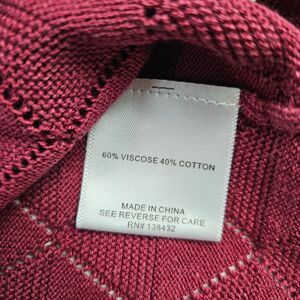 60% VISCOSE 40% COTTON
MADE IN CHINA
SEE REVERSE FOR CARE
RN# 138432